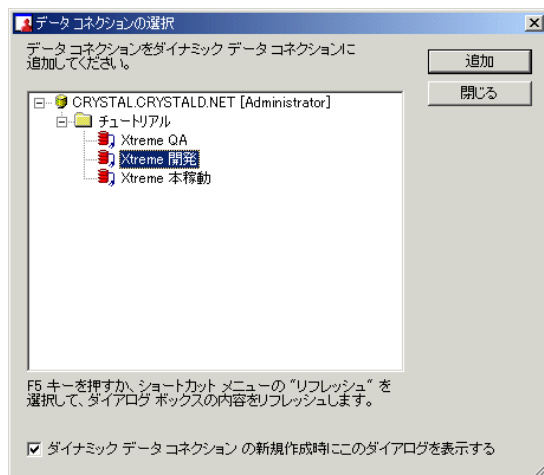 データ コネクションの選択
データ コネクションをダイナミック データ コネクションに
追加してください。
追加
閉じる
CRYSTAL.CRYSTALD.NET [Administrator]
チュートリアル
Xtreme QA
Xtreme 開発
Xtreme 本稼動
F5 キーを押すか、ショートカット メニューの "リフレッシュ" を
選択して、ダイアログ ボックスの内容をリフレッシュします。
ダイナミック データ コネクション の新規作成時にこのダイアログを表示する